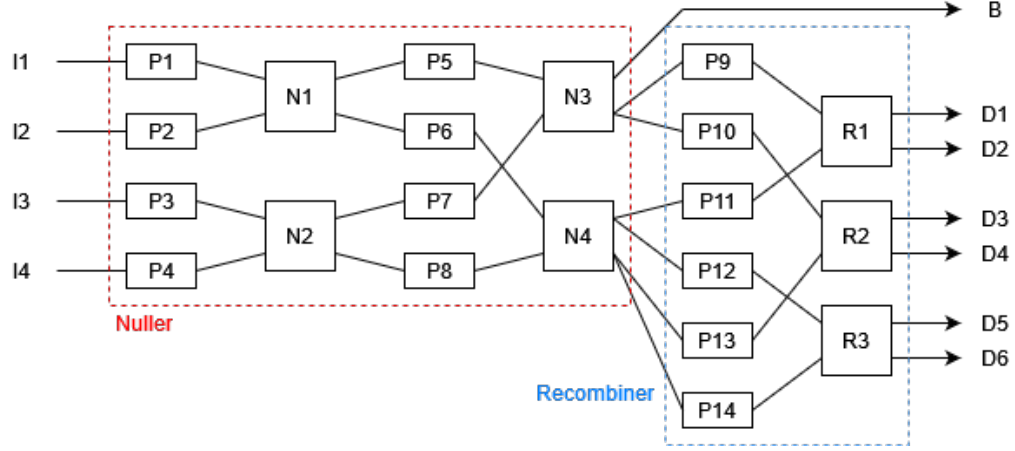 B
I1 P1 P5 P9
N1 N3
D1
I2 P2 P6 P10 R1
D2
I3 P3 P7 P11
D3
N2 N4 R2
D4
I4 P4 P8 P12
Nuller
D5
P13 R3
D6
Recombiner
P14